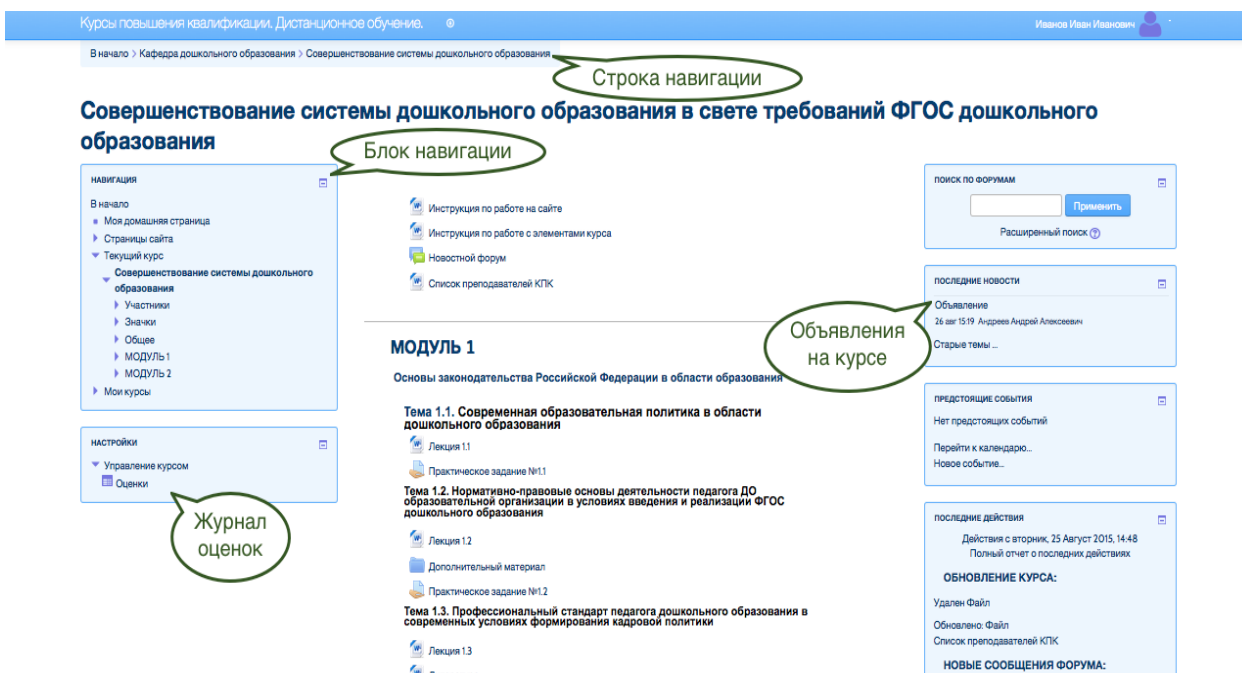 Курсы повышения квалификации. Дистанционное обучение.
Иванов Иван Иванович
В начало > Кафедра дошкольного образования > Совершенствование системы дошкольного образования
Строка навигации
Совершенствование системы дошкольного образования в свете требований ФГОС дошкольного
образования
Блок навигации
НАВИГАЦИЯ
В начало
Моя домашняя страница
Страницы сайта
Текущий курс
Совершенствование системы дошкольного
образования
Участники
Значки
Общее
МОДУЛЬ 1
МОДУЛЬ 2
Мои курсы
НАСТРОЙКИ
Управление курсом
Оценки
Журнал
оценок
Инструкция по работе на сайте
Инструкция по работе с элементами курса
Новостной форум
Список преподавателей КПК
МОДУЛЬ 1
Основы законодательства Российской Федерации в области образования
Тема 1.1. Современная образовательная политика в области
дошкольного образования
Лекция 1.1
Практическое задание №1.1
Тема 1.2. Нормативно-правовые основы деятельности педагога ДО
образовательной организации в условиях введения и реализации ФГОС
дошкольного образования
Лекция 1.2
Дополнительный материал
Практическое задание №1.2
Тема 1.3. Профессиональный стандарт педагога дошкольного образования в
современных условиях формирования кадровой политики
Лекция 1.3
ПОИСК ПО ФОРУМАМ
Применить
Расширенный поиск
ПОСЛЕДНИЕ НОВОСТИ
Объявление
26 авг 15:19 Андреев Андрей Алексеевич
Старые темы ...
Объявления
на курсе
ПРЕДСТОЯЩИЕ СОБЫТИЯ
Нет предстоящих событий
Перейти к календарю...
Новое событие...
ПОСЛЕДНИЕ ДЕЙСТВИЯ
Действия с вторник, 25 Август 2015, 14:48
Полный отчет о последних действиях
ОБНОВЛЕНИЕ КУРСА:
Удален Файл
Обновлено: Файл
Список преподавателей КПК
НОВЫЕ СООБЩЕНИЯ ФОРУМА: